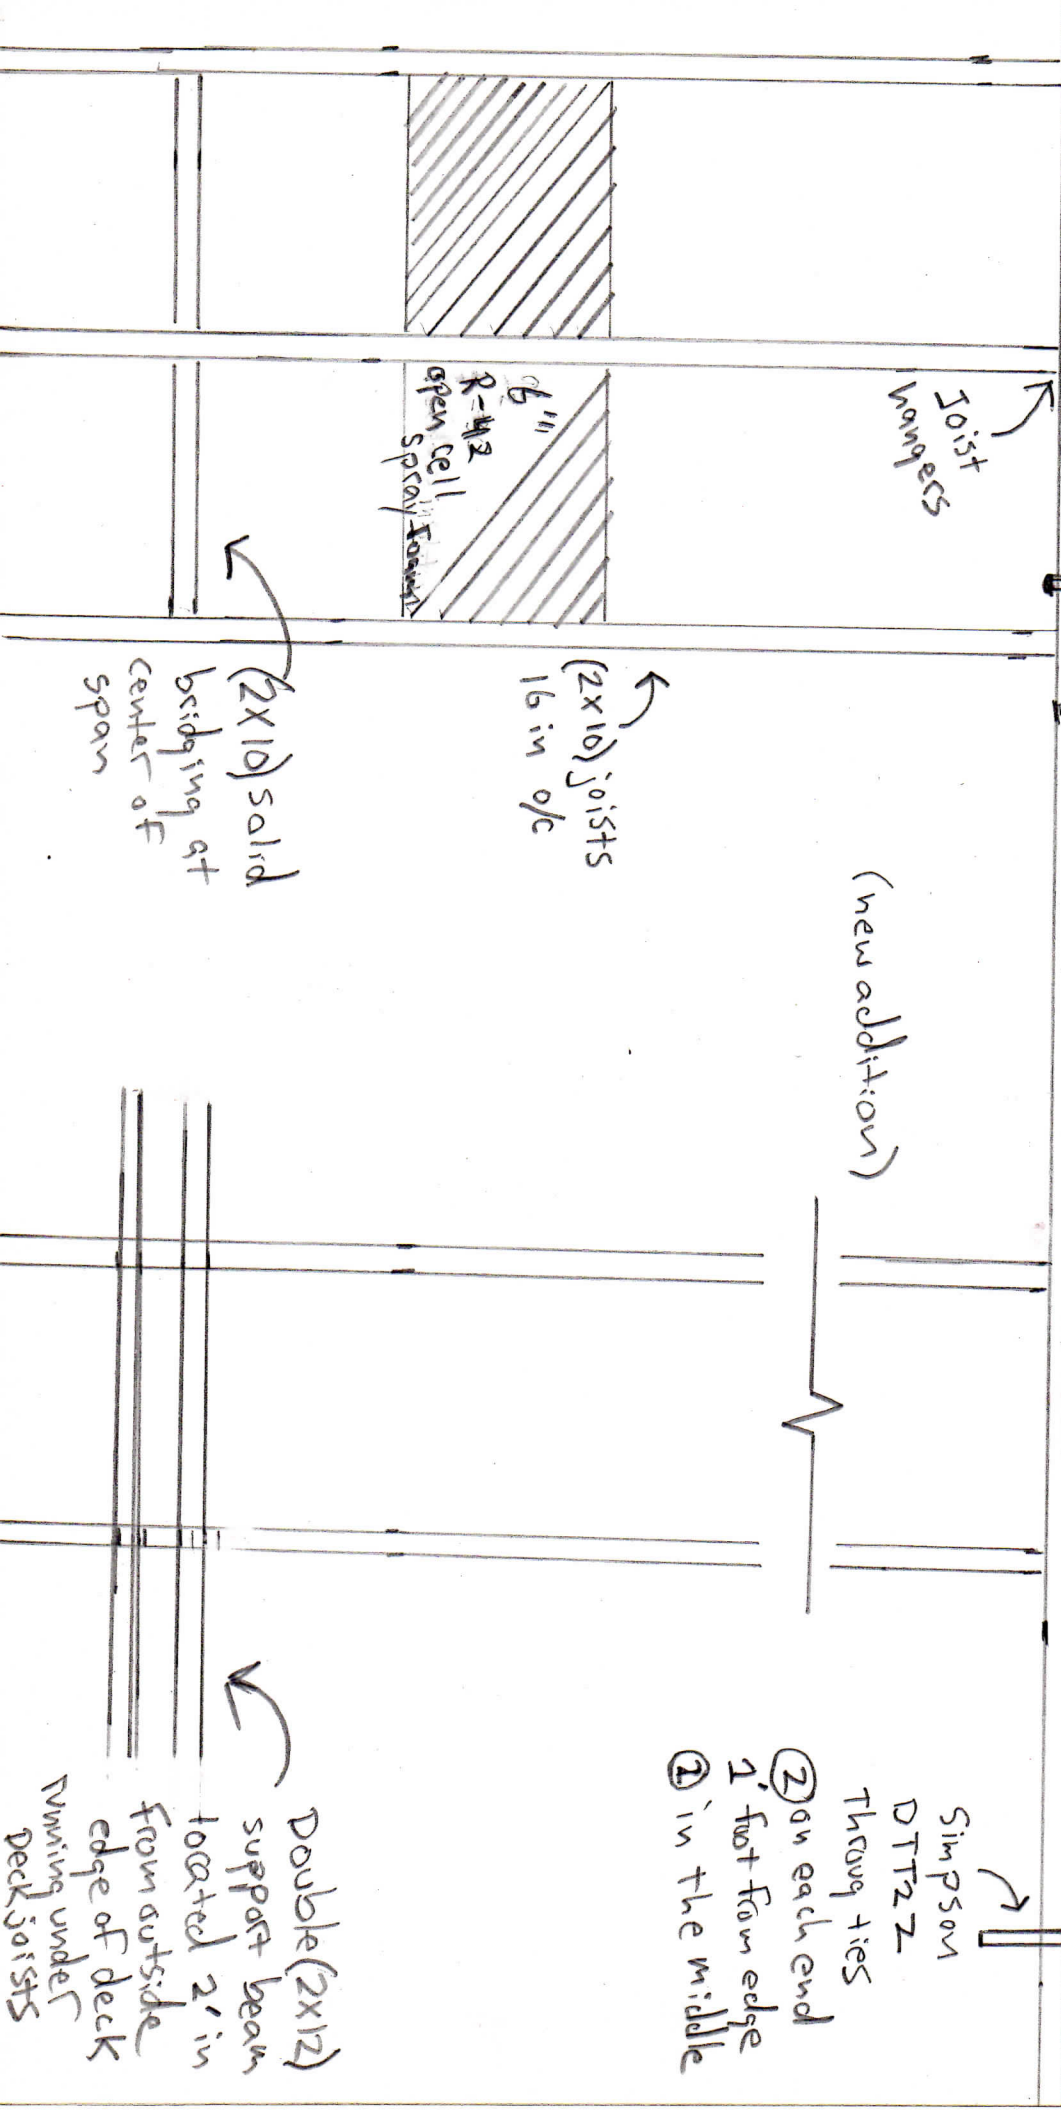 Joist
hangers
6"
open cell
spray foam
(2x10) joists
16 in o/c
(2x10) solid
bridging at
center of
span
(new addition)
Simpson
DTT2Z
Throug ties
② on each end
1' foot from edge
② in the middle
Double (2x12)
support beam
located 2' in
from outside
edge of deck
running under
Deck joists